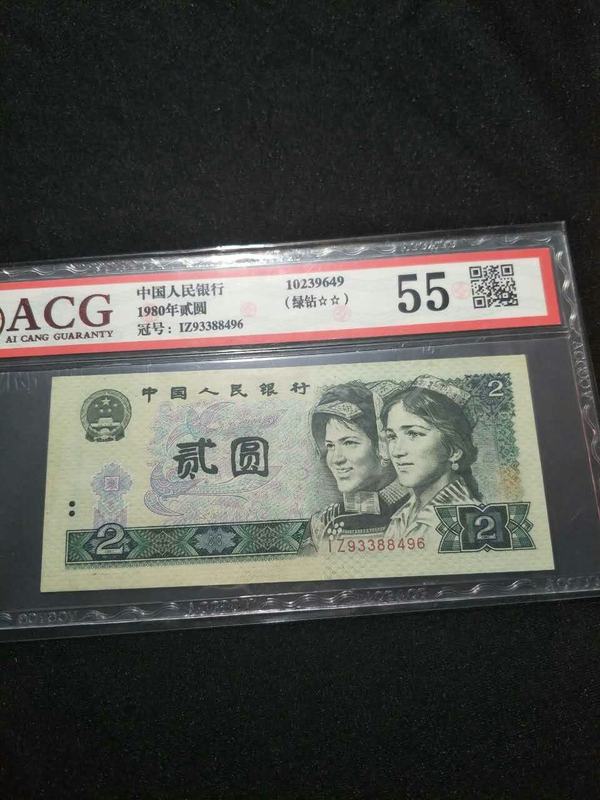 ACG
AI CANG GUARANTY
中国人民银行
1980年贰圆
冠号：IZ93388496
10239649
（绿钻☆☆）
55
中国人民银行
2
贰圆
2
2
IZ93388496